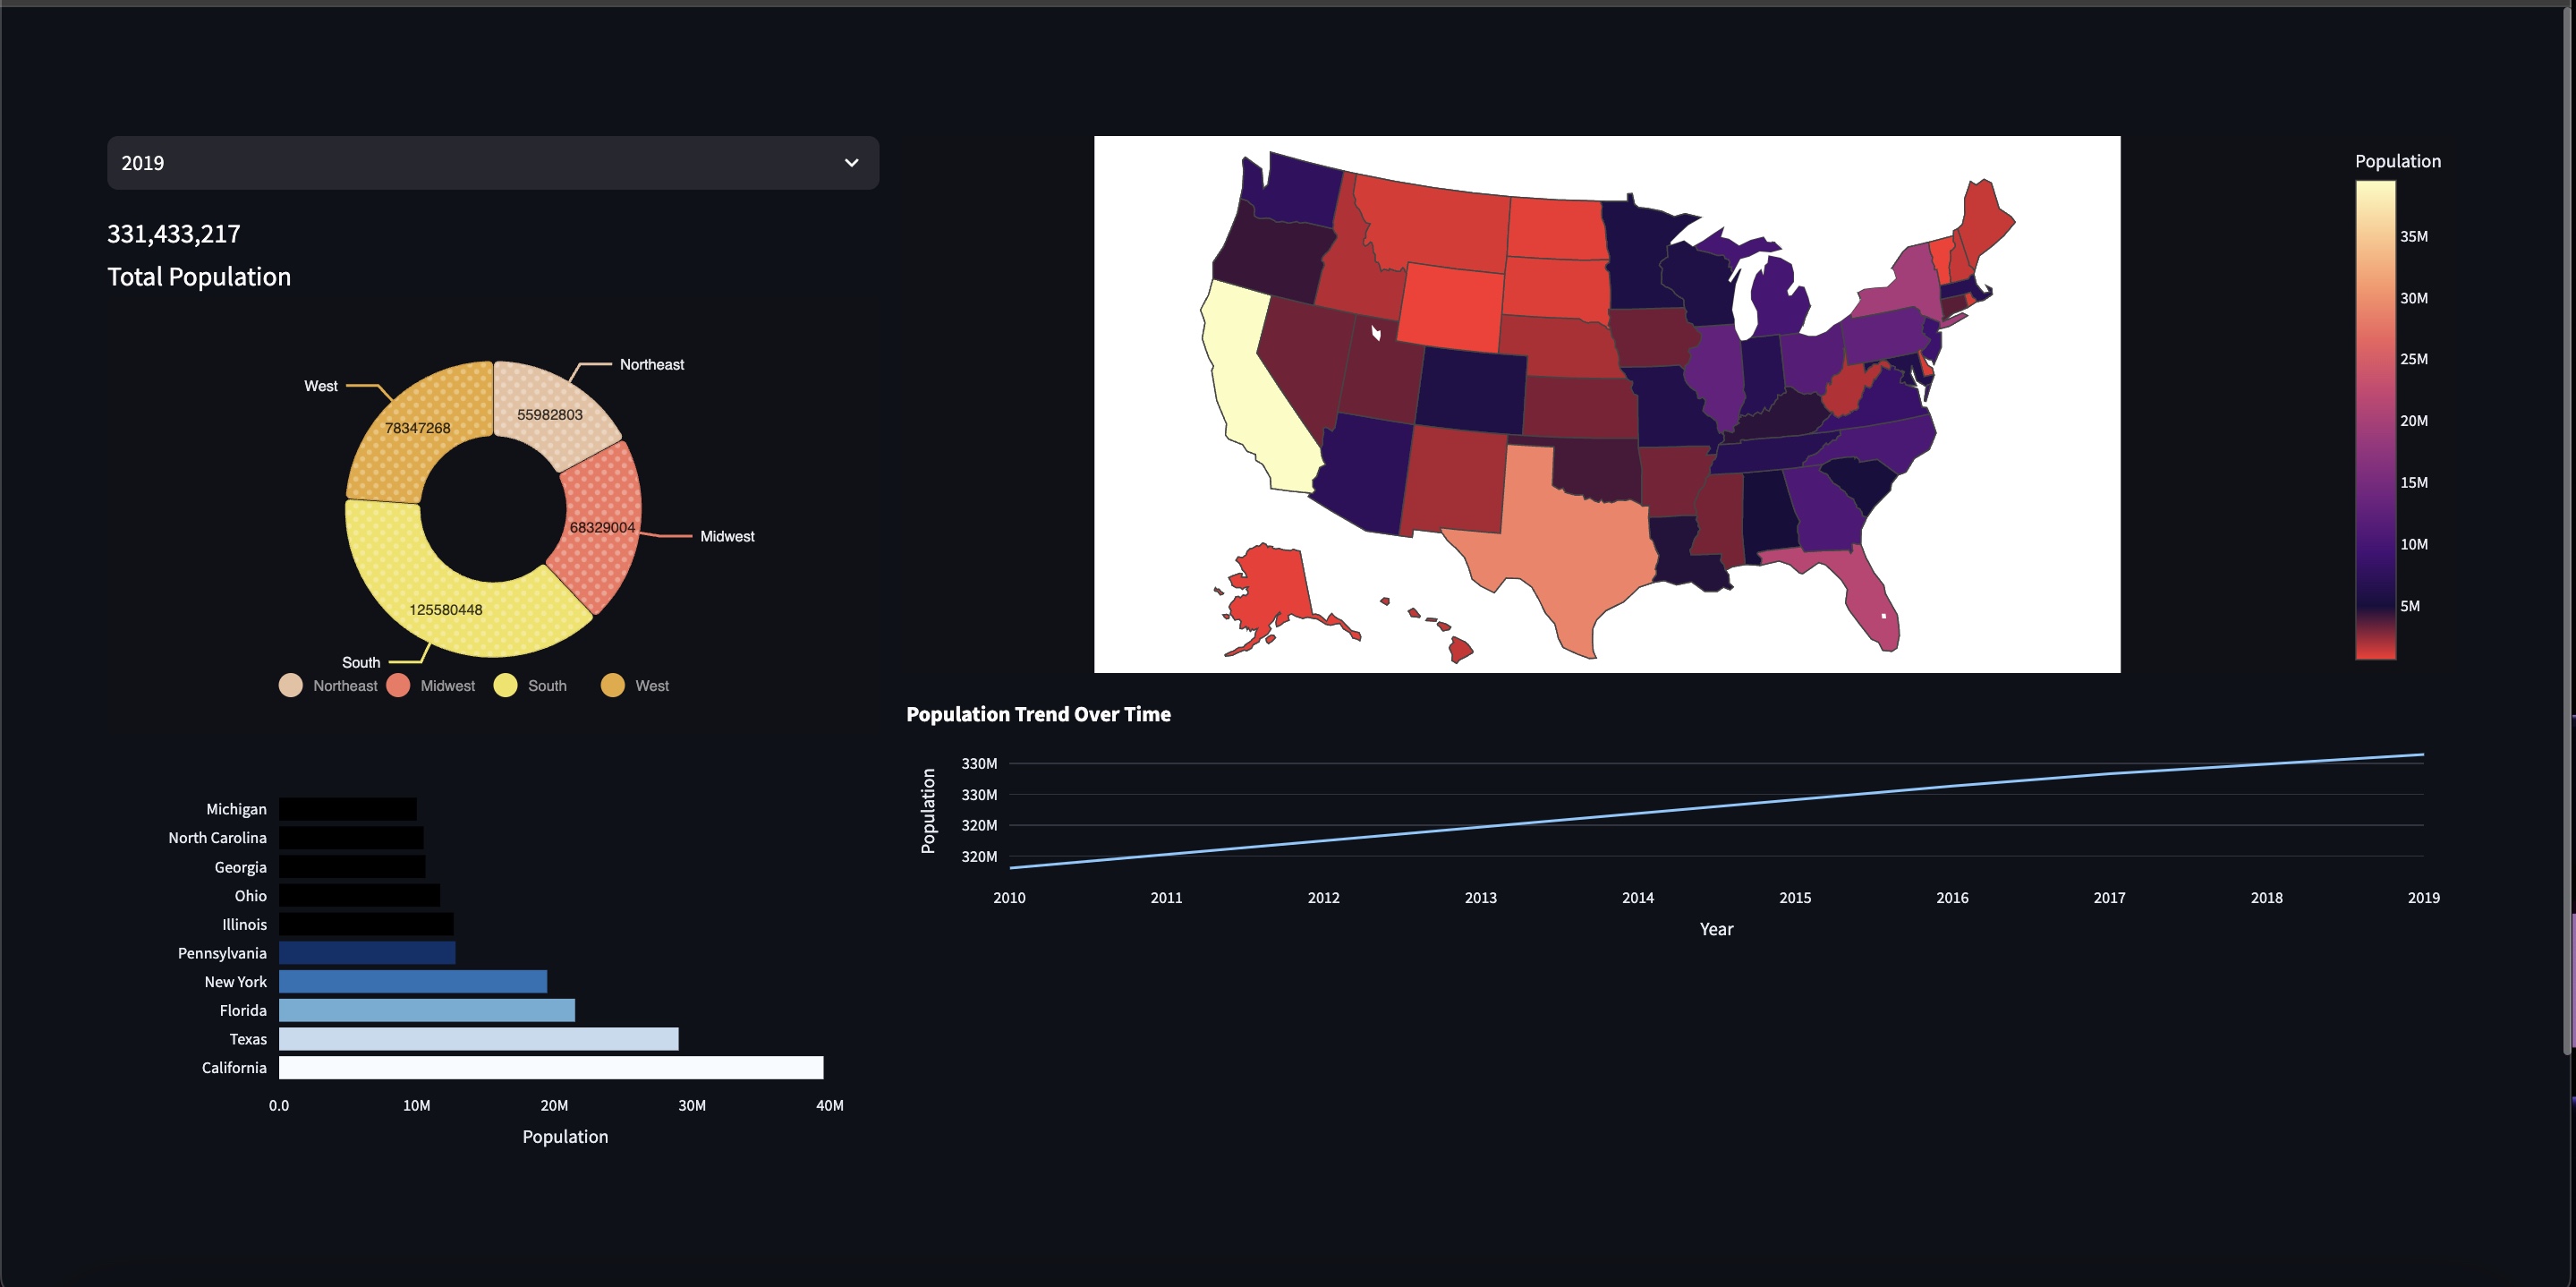 2019
331,433,217
Total Population
Northeast
West
55982803
78347268
68329004
Midwest
125580448
South
Northeast Midwest South West
Population
35M
30M
25M
20M
15M
10M
5M
Population Trend Over Time
Population
330M
330M
320M
320M
2010 2011 2012 2013 2014 2015 2016 2017 2018 2019
Year
Michigan
North Carolina
Georgia
Ohio
Illinois
Pennsylvania
New York
Florida
Texas
California
0.0 10M 20M 30M 40M
Population